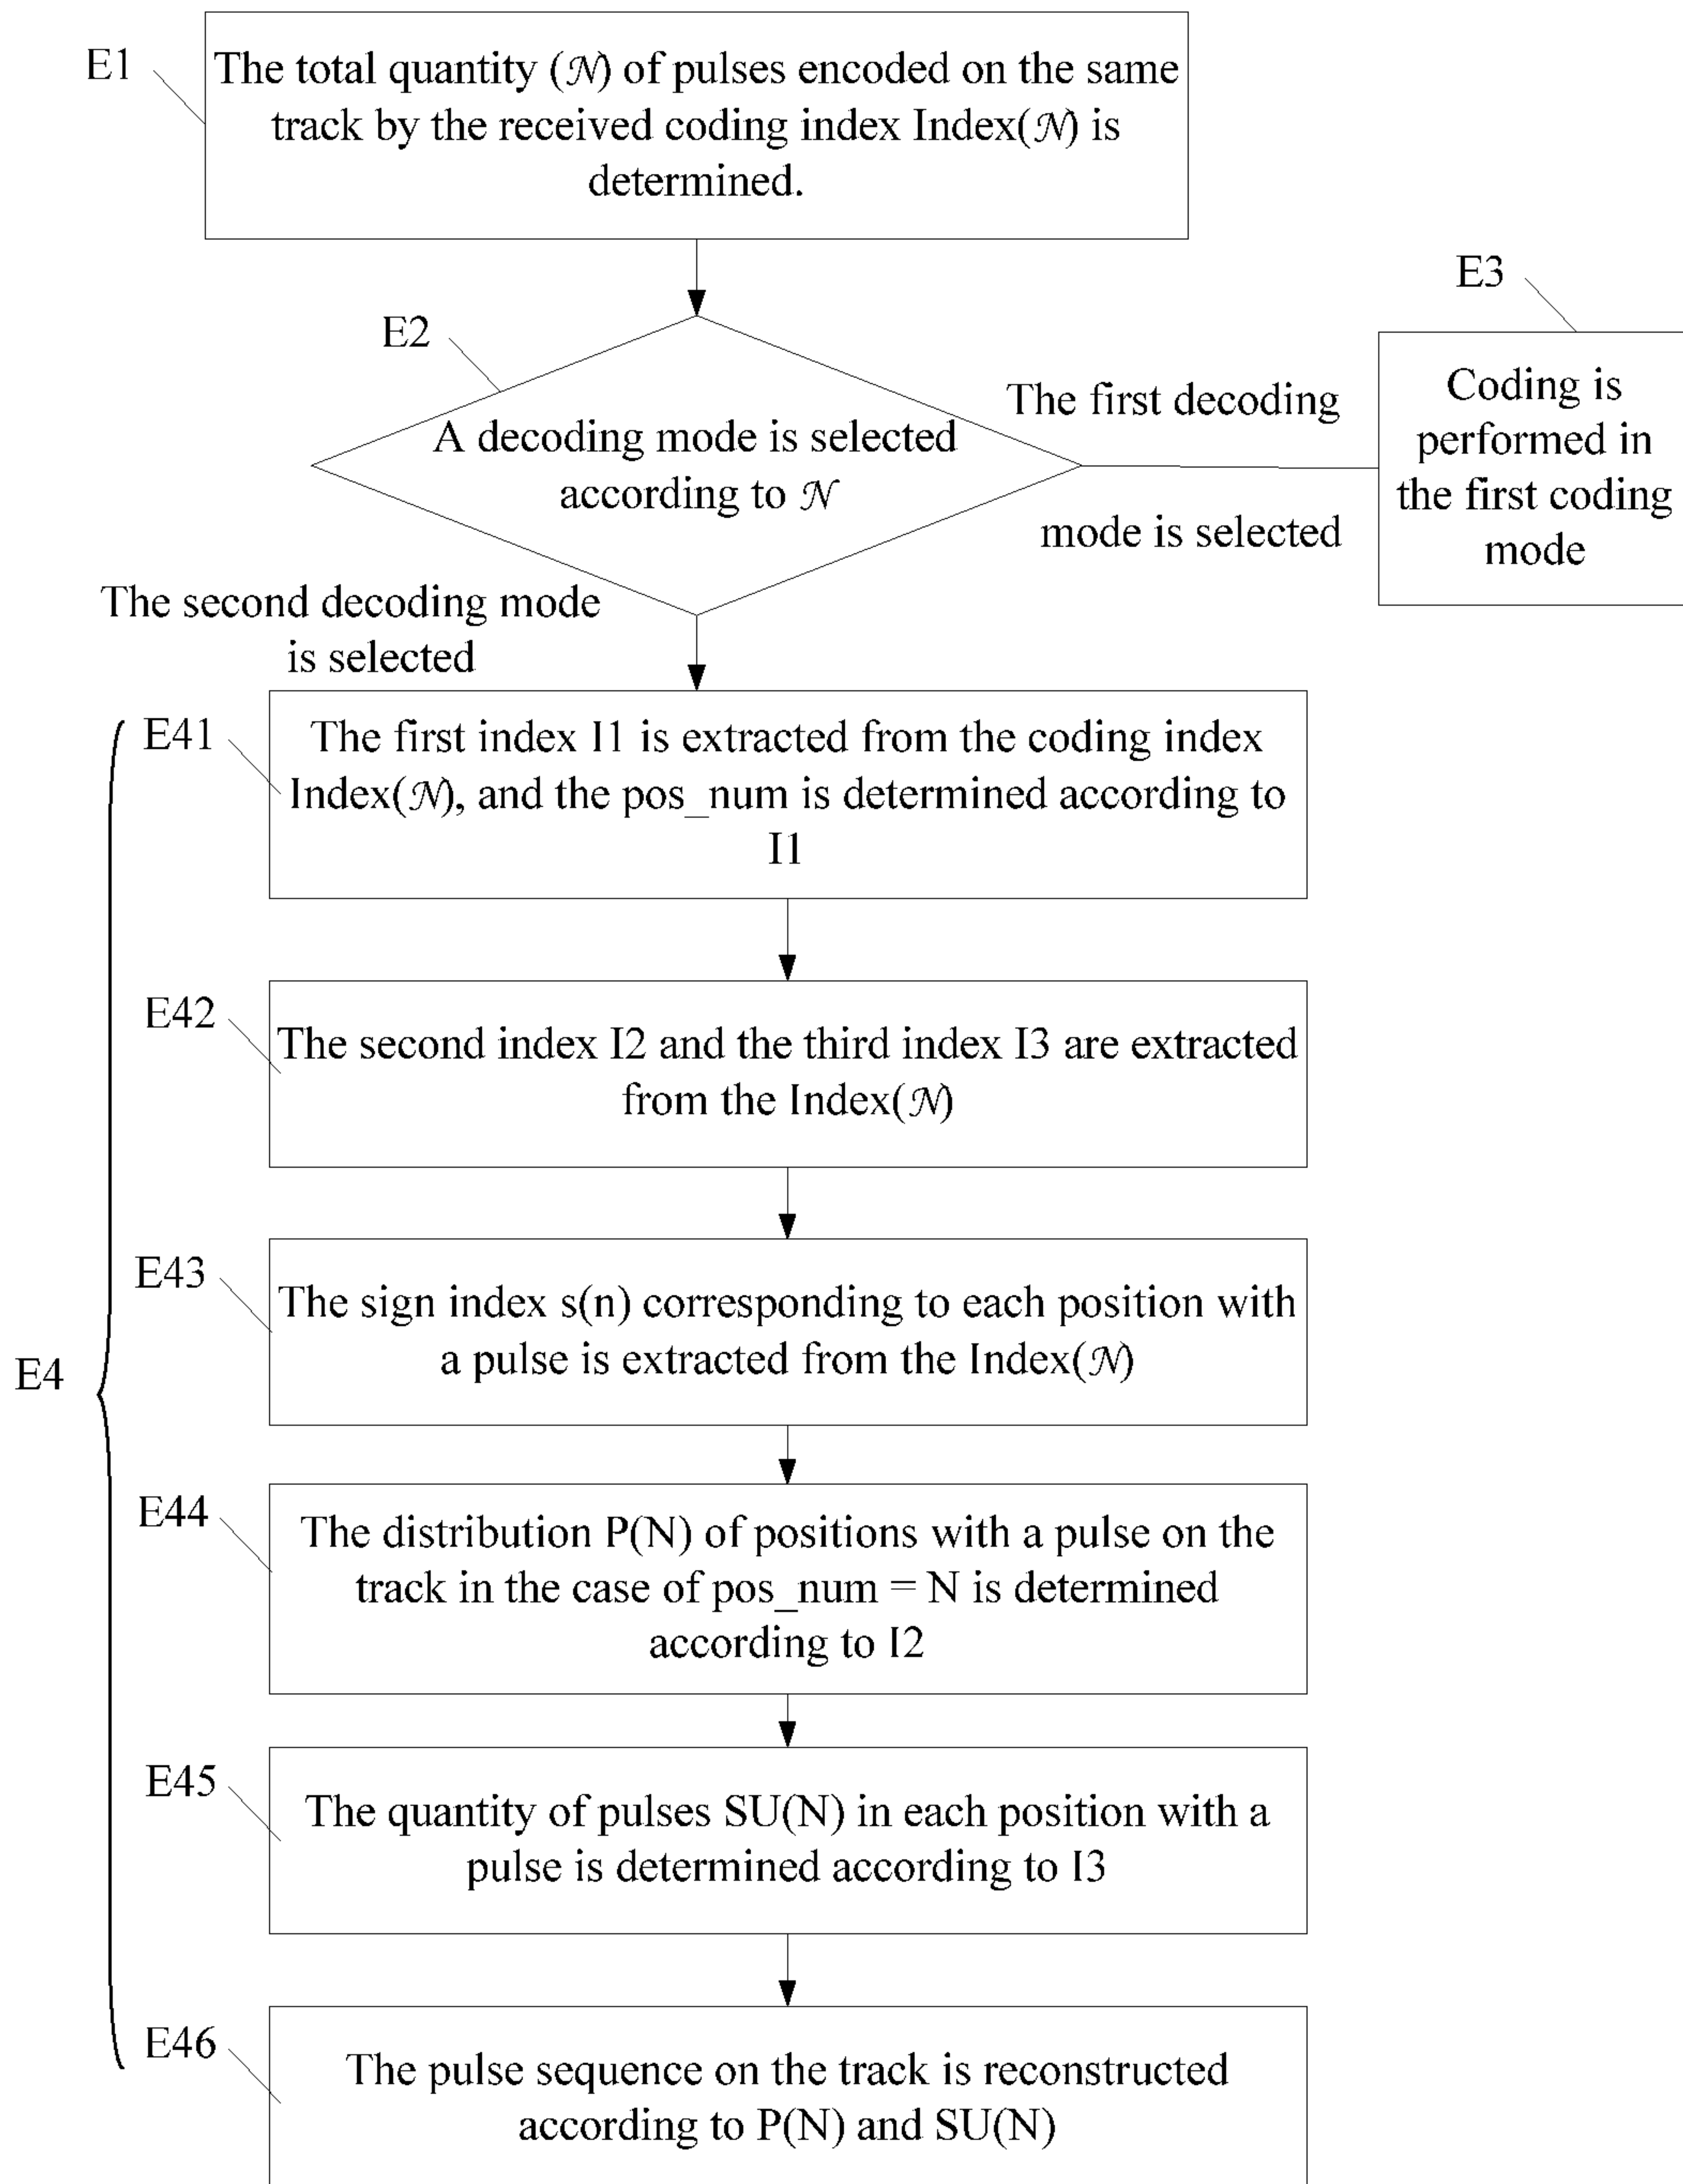 E1
The total quantity (𝒩) of pulses encoded on the same
track by the received coding index Index(𝒩) is
determined.
E2
A decoding mode is selected
according to 𝒩
The first decoding
mode is selected
E3
Coding is
performed in
the first coding
mode
The second decoding mode
is selected
E4
E41
The first index I1 is extracted from the coding index
Index(𝒩), and the pos_num is determined according to
I1
E42
The second index I2 and the third index I3 are extracted
from the Index(𝒩)
E43
The sign index s(n) corresponding to each position with
a pulse is extracted from the Index(𝒩)
E44
The distribution P(N) of positions with a pulse on the
track in the case of pos_num = N is determined
according to I2
E45
The quantity of pulses SU(N) in each position with a
pulse is determined according to I3
E46
The pulse sequence on the track is reconstructed
according to P(N) and SU(N)